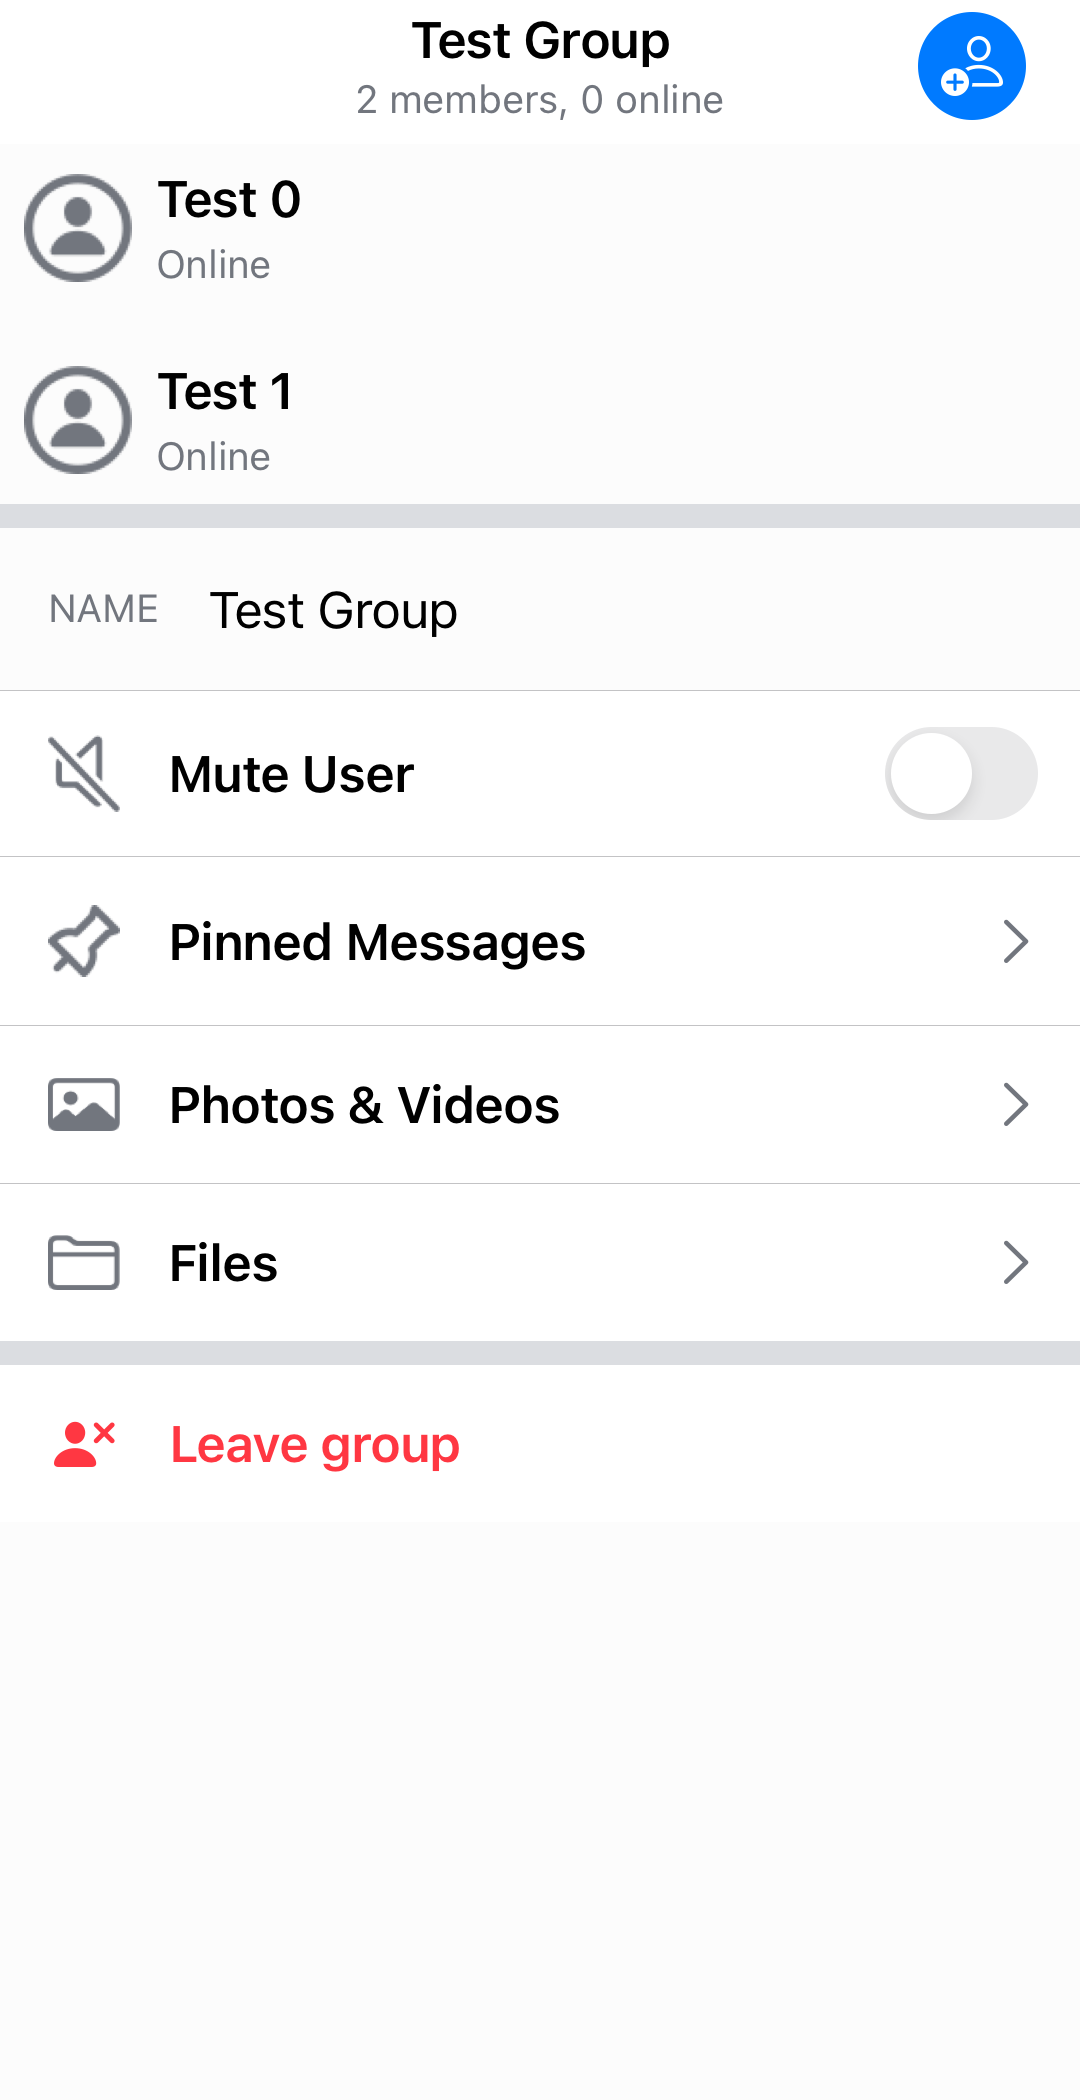 Test Group
2 members, 0 online
Test 0
Online
Test 1
Online
NAME Test Group
Mute User
Pinned Messages
Photos & Videos
Files
Leave group